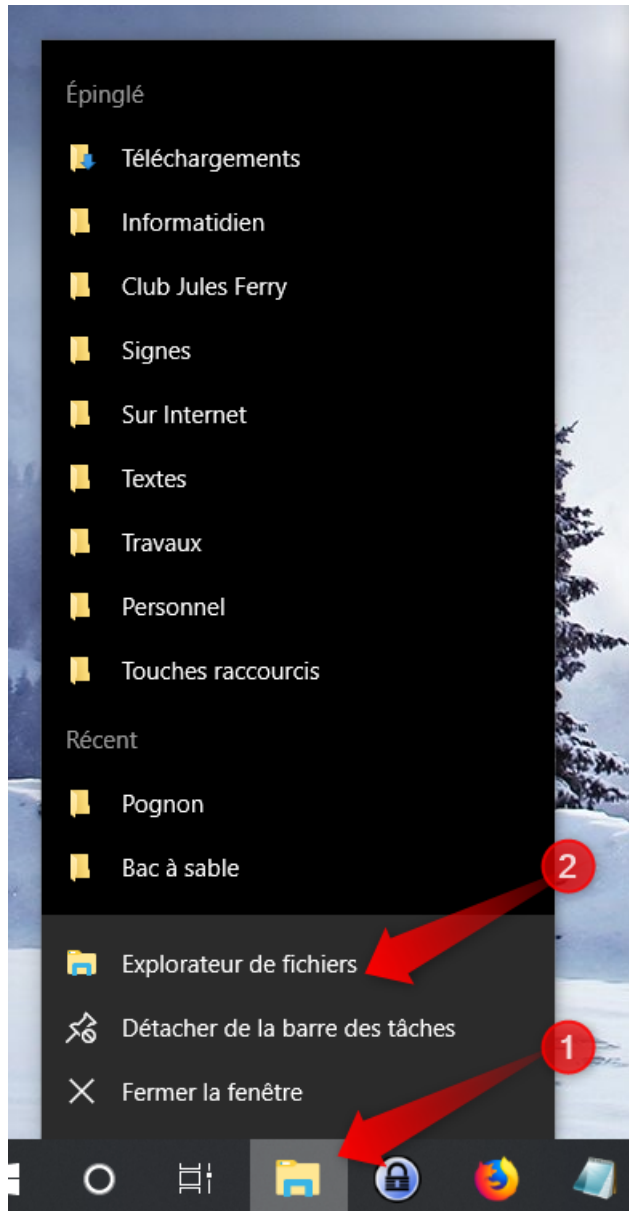 Épinglé
Téléchargements
Informatidien
Club Jules Ferry
Signes
Sur Internet
Textes
Travaux
Personnel
Touches raccourcis
Récent
Pognon
Bac à sable
2
Explorateur de fichiers
Détacher de la barre des tâches
1
Fermer la fenêtre